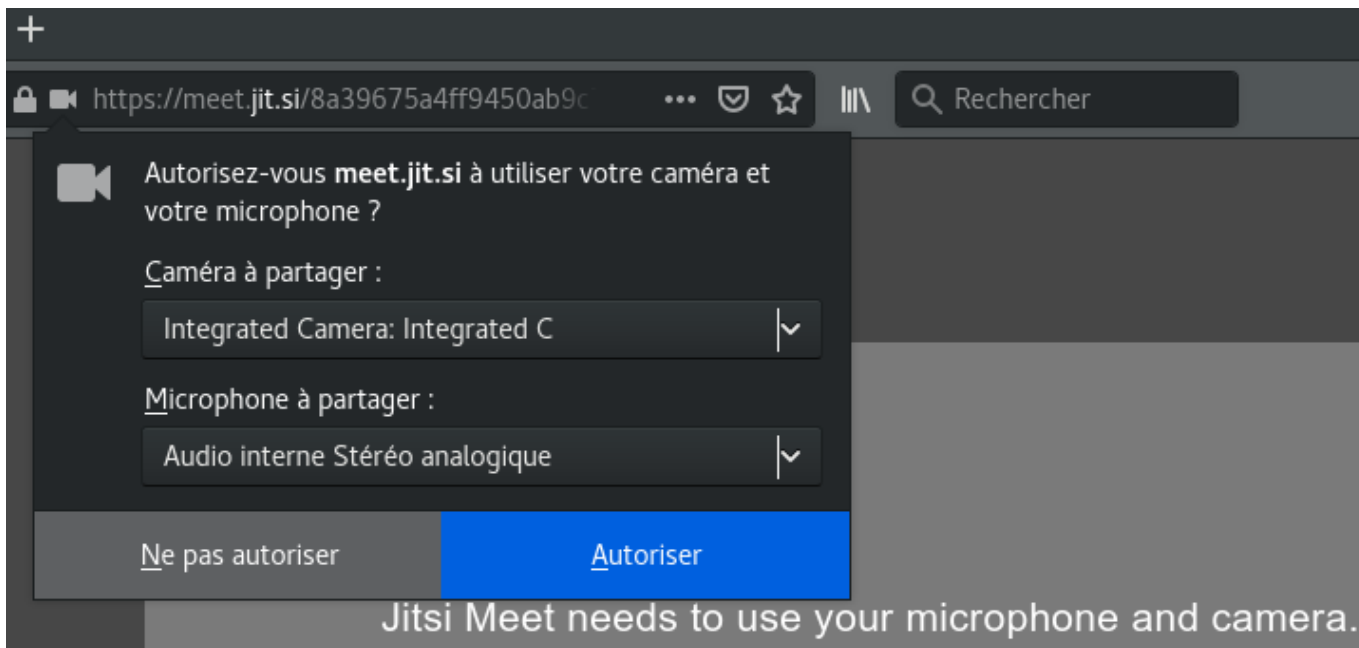 https://meet.jit.si/8a39675a4ff9450ab9c
Rechercher
Autorisez-vous meet.jit.si à utiliser votre caméra et
votre microphone ?
Caméra à partager :
Integrated Camera: Integrated C
Microphone à partager :
Audio interne Stéréo analogique
Ne pas autoriser
Autoriser
Jitsi Meet needs to use your microphone and camera.